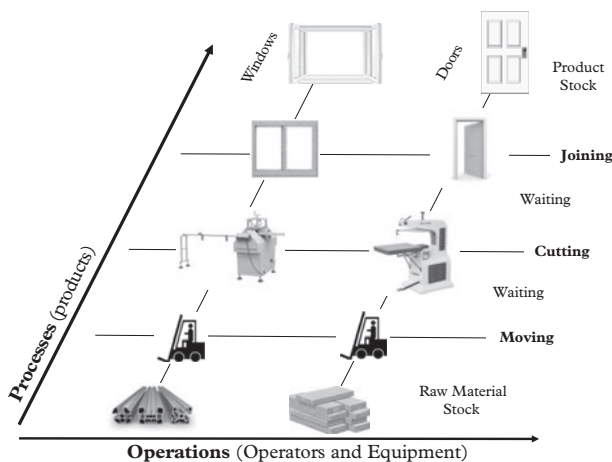 Windows
Doors
Product
Stock
Joining
Waiting
Cutting
Waiting
Moving
Raw Material
Stock
Processes (products)
Operations (Operators and Equipment)